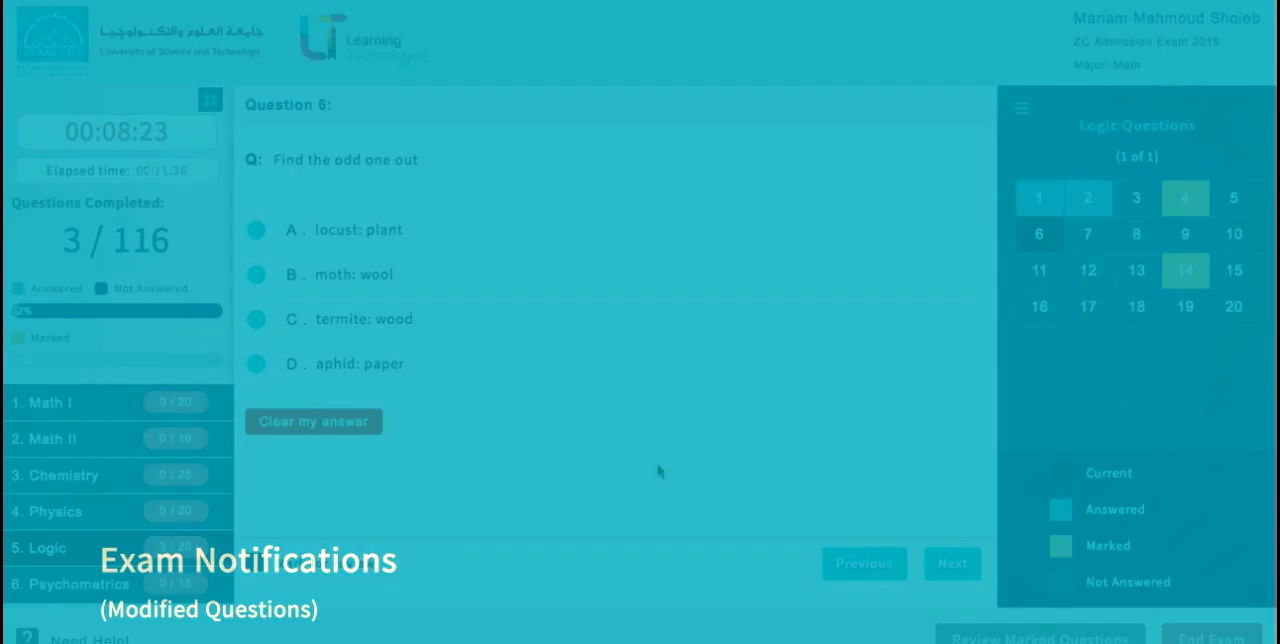 جامعة العلوم والتكنولوجيا
University of Science and Technology
Learning
Technologies
Mariam Mahmoud Shoieb
ZC Admission Exam 2015
Major: Math
00:08:23
Elapsed time: 00:11:36
Questions Completed:
3 / 116
Answered
Not Answered
2%
Marked
1. Math I 0 / 20
2. Math II 0 / 16
3. Chemistry 0 / 25
4. Physics 0 / 20
5. Logic 3 / 20
6. Psychometrics 0 / 15
? Need Help!
Question 6:
Q: Find the odd one out
A . locust: plant
B . moth: wool
C . termite: wood
D . aphid: paper
Clear my answer
Previous
Next
Logic Questions
(1 of 1)
1 2 3 4 5
6 7 8 9 10
11 12 13 14 15
16 17 18 19 20
Current
Answered
Marked
Not Answered
Review Marked Questions
End Exam
Exam Notifications
(Modified Questions)